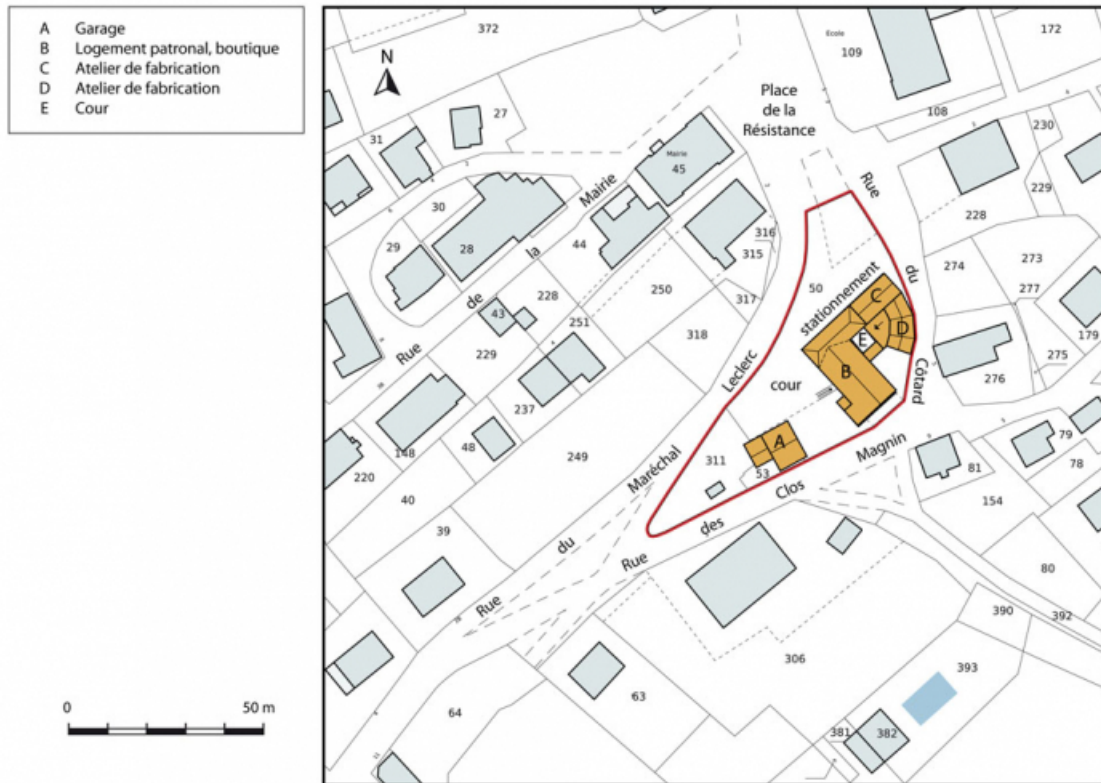 A Garage
B Logement patronal, boutique
C Atelier de fabrication
D Atelier de fabrication
E Cour
0 50 m
N
372
Ecole
109
172
Place
de la
Résistance
108
27
31
230
Mairie
45
229
30
228
29
28
44
316
315
273
274
277
50
250
317
228
43
251
318
179
275
276
229
237
48
148
220
249
40
39
311
53
81
79
78
154
80
390
392
306
393
63
64
381
382
Rue de la Mairie
Rue du Maréchal Leclerc
Rue du Côtard
Rue des Clos Magnin
stationnement
cour
A
B
C
D
E